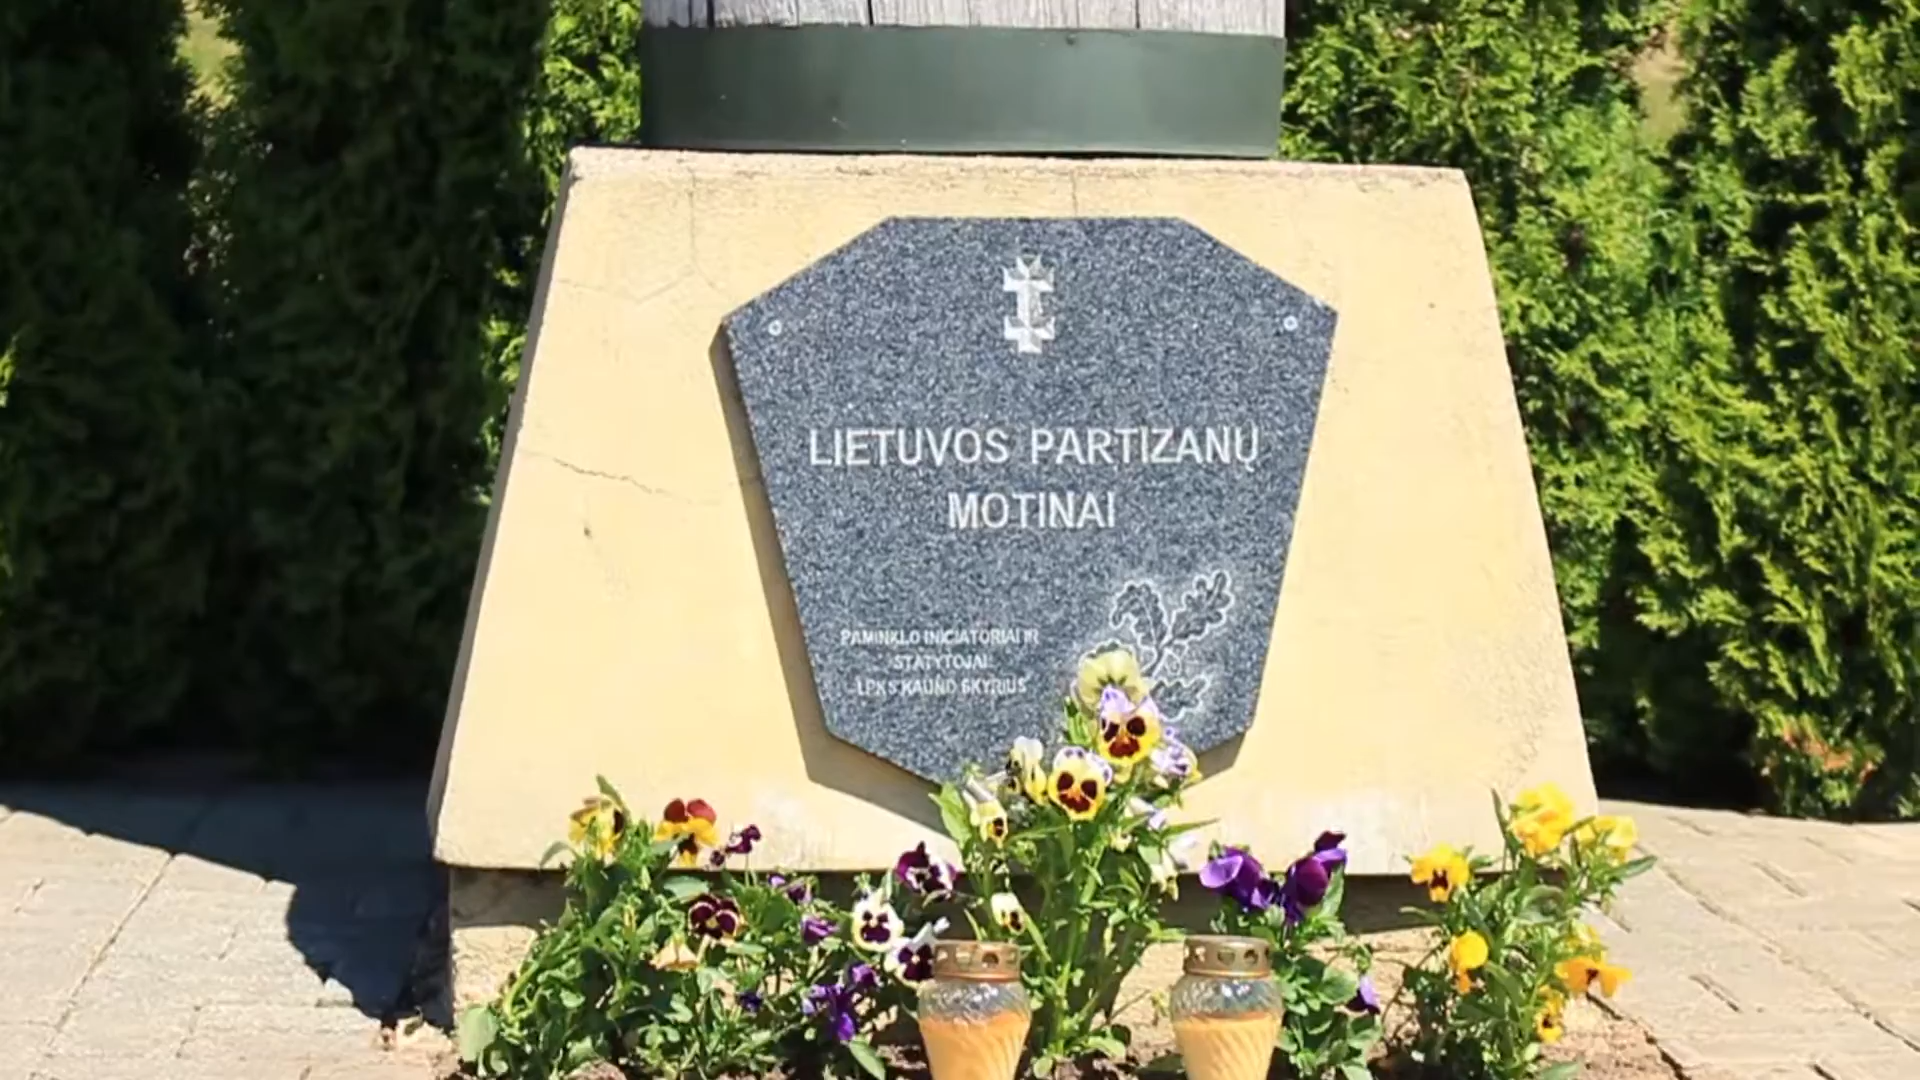 LIETUVOS PARTIZANŲ
MOTINAI
PAMINKLO INICIATORIAI IR
STATYTOJAI
LPKS KAUNO SKYRIUS